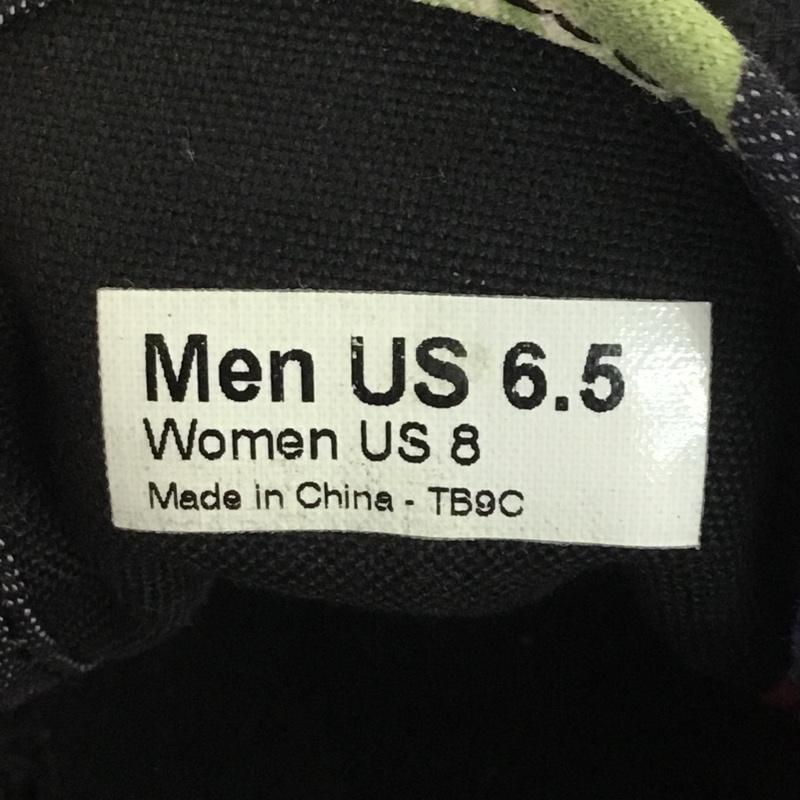 Men US 6.5
Women US 8
Made in China - TB9C